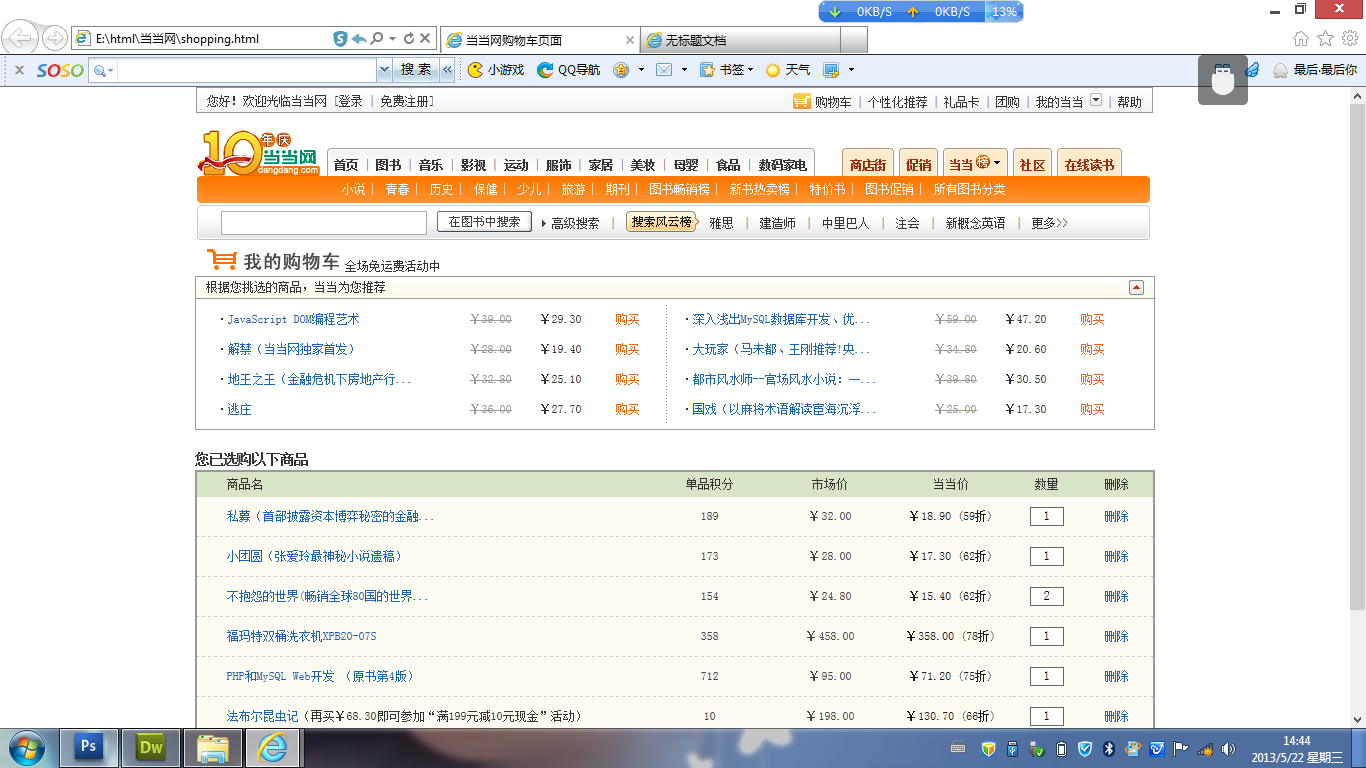 0KB/S 0KB/S 13%
E:\html\当当网\shopping.html 当当网购物车页面 无标题文档
SOSO 搜索 小游戏 QQ导航 书签 天气 最后.最后你
您好！欢迎光临当当网 [登录 | 免费注册] 购物车 | 个性化推荐 | 礼品卡 | 团购 | 我的当当 | 帮助
10年庆 当当网 dangdang.com
首页 | 图书 | 音乐 | 影视 | 运动 | 服饰 | 家居 | 美妆 | 母婴 | 食品 | 数码家电 商店街 促销 当当榜 社区 在线读书
小说 | 青春 | 历史 | 保健 | 少儿 | 旅游 | 期刊 | 图书畅销榜 | 新书热卖榜 | 特价书 | 图书促销 | 所有图书分类
在图书中搜索 高级搜索 | 搜索风云榜 雅思 | 建造师 | 中里巴人 | 注会 | 新概念英语 | 更多>>
我的购物车 全场免运费活动中
根据您挑选的商品，当当为您推荐
·JavaScript DOM编程艺术 ￥39.00 ￥29.30 购买 ·深入浅出MySQL数据库开发、优... ￥59.00 ￥47.20 购买
·解禁（当当网独家首发） ￥28.00 ￥19.40 购买 ·大玩家（马未都、王刚推荐!央... ￥34.80 ￥20.60 购买
·地王之王（金融危机下房地产行... ￥32.80 ￥25.10 购买 ·都市风水师--官场风水小说：一... ￥39.80 ￥30.50 购买
·逃庄 ￥36.00 ￥27.70 购买 ·国戏（以麻将术语解读宦海沉浮... ￥25.00 ￥17.30 购买
您已选购以下商品
商品名 单品积分 市场价 当当价 数量 删除
私募（首部披露资本博弈秘密的金融... 189 ￥32.00 ￥18.90 (59折) 1 删除
小团圆（张爱玲最神秘小说遗稿） 173 ￥28.00 ￥17.30 (62折) 1 删除
不抱怨的世界(畅销全球80国的世界... 154 ￥24.80 ￥15.40 (62折) 2 删除
福玛特双桶洗衣机XPB20-07S 358 ￥458.00 ￥358.00 (78折) 1 删除
PHP和MySQL Web开发 （原书第4版） 712 ￥95.00 ￥71.20 (75折) 1 删除
法布尔昆虫记（再买￥68.30即可参加“满199元减10元现金”活动） 10 ￥198.00 ￥130.70 (66折) 1 删除
Ps Dw 14:44
2013/5/22 星期三